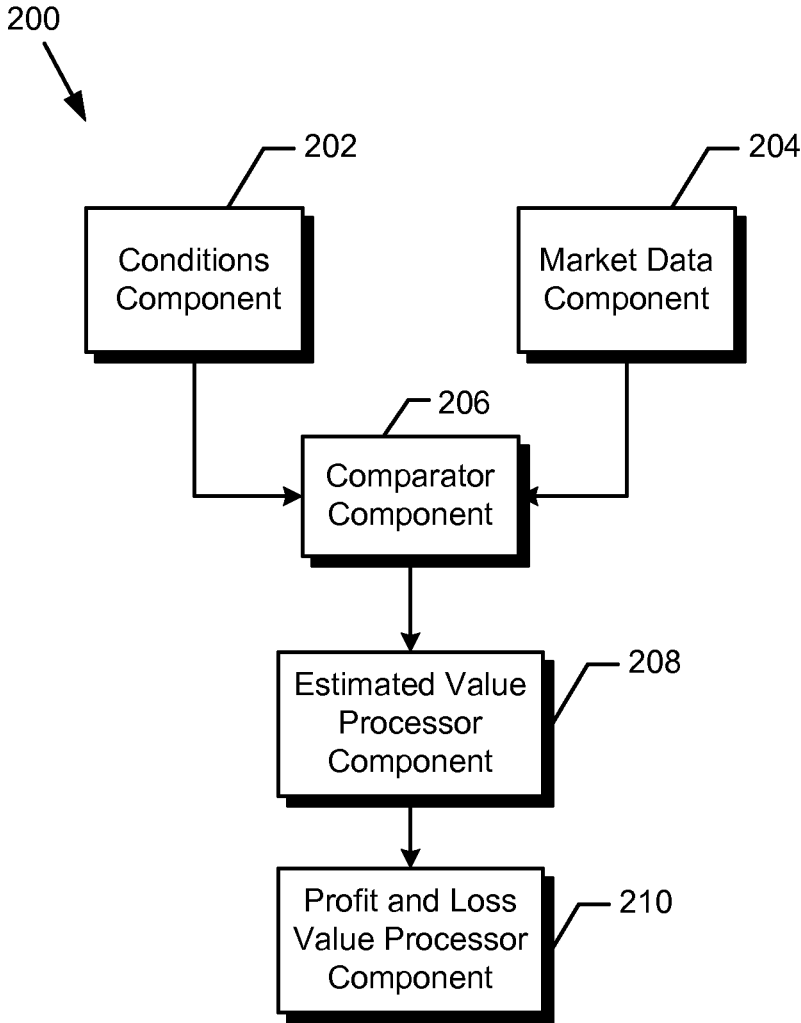 200
202
204
Conditions
Component
Market Data
Component
206
Comparator
Component
208
Estimated Value
Processor
Component
210
Profit and Loss
Value Processor
Component